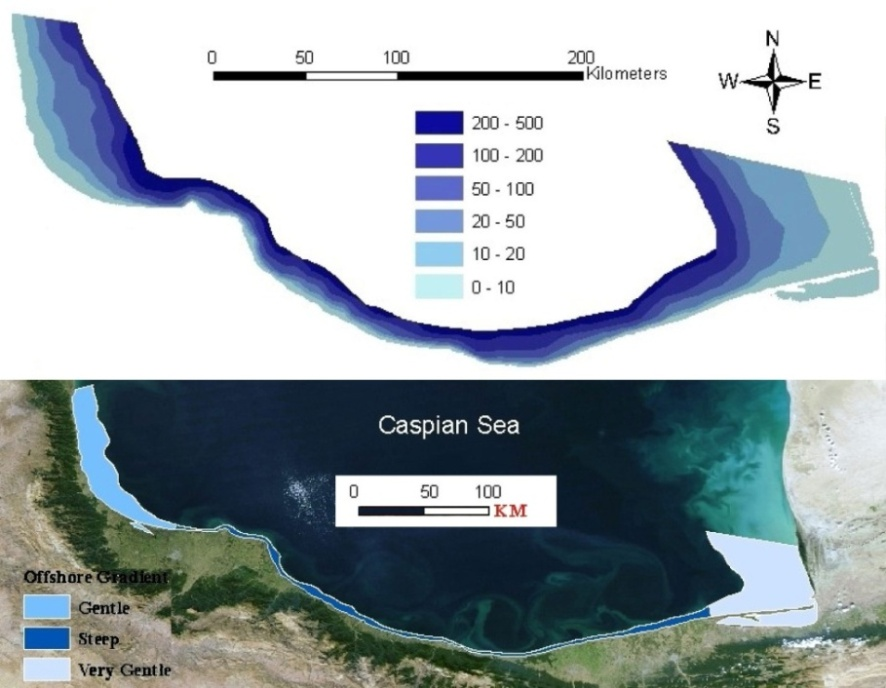 0 50 100 200
Kilometers
N
W E
S
200 - 500
100 - 200
50 - 100
20 - 50
10 - 20
0 - 10
Caspian Sea
0 50 100
KM
Offshore Gradient
Gentle
Steep
Very Gentle